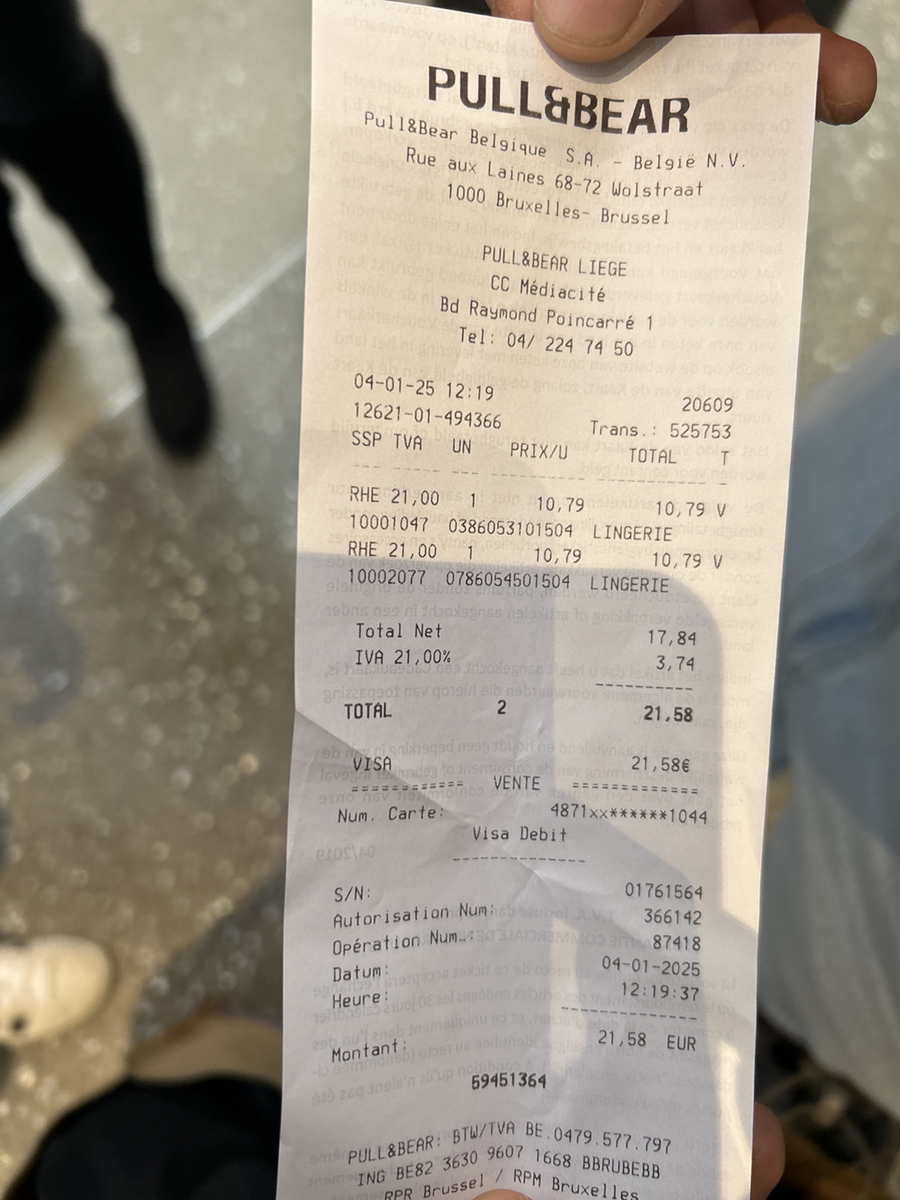 PULL&BEAR
Pull&Bear Belgique S.A. - België N.V.
Rue aux Laines 68-72 Wolstraat
1000 Bruxelles- Brussel
PULL&BEAR LIEGE
CC Médiacité
Bd Raymond Poincarré 1
Tel: 04/ 224 74 50
04-01-25 12:19 20609
12621-01-494366 Trans.: 525753
SSP TVA UN PRIX/U TOTAL T
RHE 21,00 1 10,79 10,79 V
10001047 0386053101504 LINGERIE
RHE 21,00 1 10,79 10,79 V
10002077 0786054501504 LINGERIE
Total Net 17,84
IVA 21,00% 3,74
------------
TOTAL 2 21,58
VISA 21,58€
============ VENTE ============
Num. Carte: 4871xx******1044
Visa Debit
----------------
S/N: 01761564
Autorisation Num: 366142
Opération Num.: 87418
Datum: 04-01-2025
Heure: 12:19:37
----------------
Montant: 21,58 EUR
59451364
PULL&BEAR: BTW/TVA BE.0479.577.797
ING BE82 3630 9607 1668 BBRUBEBB
RPR Brussel / RPM Bruxelles